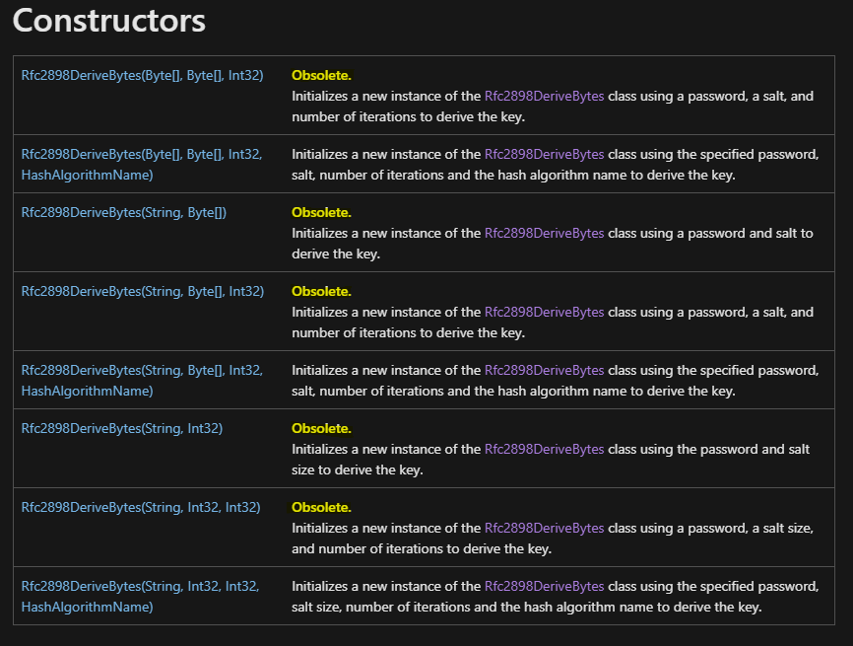 Constructors
Rfc2898DeriveBytes(Byte[], Byte[], Int32)
Obsolete.
Initializes a new instance of the Rfc2898DeriveBytes class using a password, a salt, and
number of iterations to derive the key.
Rfc2898DeriveBytes(Byte[], Byte[], Int32,
HashAlgorithmName)
Initializes a new instance of the Rfc2898DeriveBytes class using the specified password,
salt, number of iterations and the hash algorithm name to derive the key.
Rfc2898DeriveBytes(String, Byte[])
Obsolete.
Initializes a new instance of the Rfc2898DeriveBytes class using a password and salt to
derive the key.
Rfc2898DeriveBytes(String, Byte[], Int32)
Obsolete.
Initializes a new instance of the Rfc2898DeriveBytes class using a password, a salt, and
number of iterations to derive the key.
Rfc2898DeriveBytes(String, Byte[], Int32,
HashAlgorithmName)
Initializes a new instance of the Rfc2898DeriveBytes class using the specified password,
salt, number of iterations and the hash algorithm name to derive the key.
Rfc2898DeriveBytes(String, Int32)
Obsolete.
Initializes a new instance of the Rfc2898DeriveBytes class using the password and salt
size to derive the key.
Rfc2898DeriveBytes(String, Int32, Int32)
Obsolete.
Initializes a new instance of the Rfc2898DeriveBytes class using a password, a salt size,
and number of iterations to derive the key.
Rfc2898DeriveBytes(String, Int32, Int32,
HashAlgorithmName)
Initializes a new instance of the Rfc2898DeriveBytes class using the specified password,
salt size, number of iterations and the hash algorithm name to derive the key.